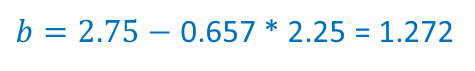 b = 2.75 − 0.657 * 2.25 = 1.272